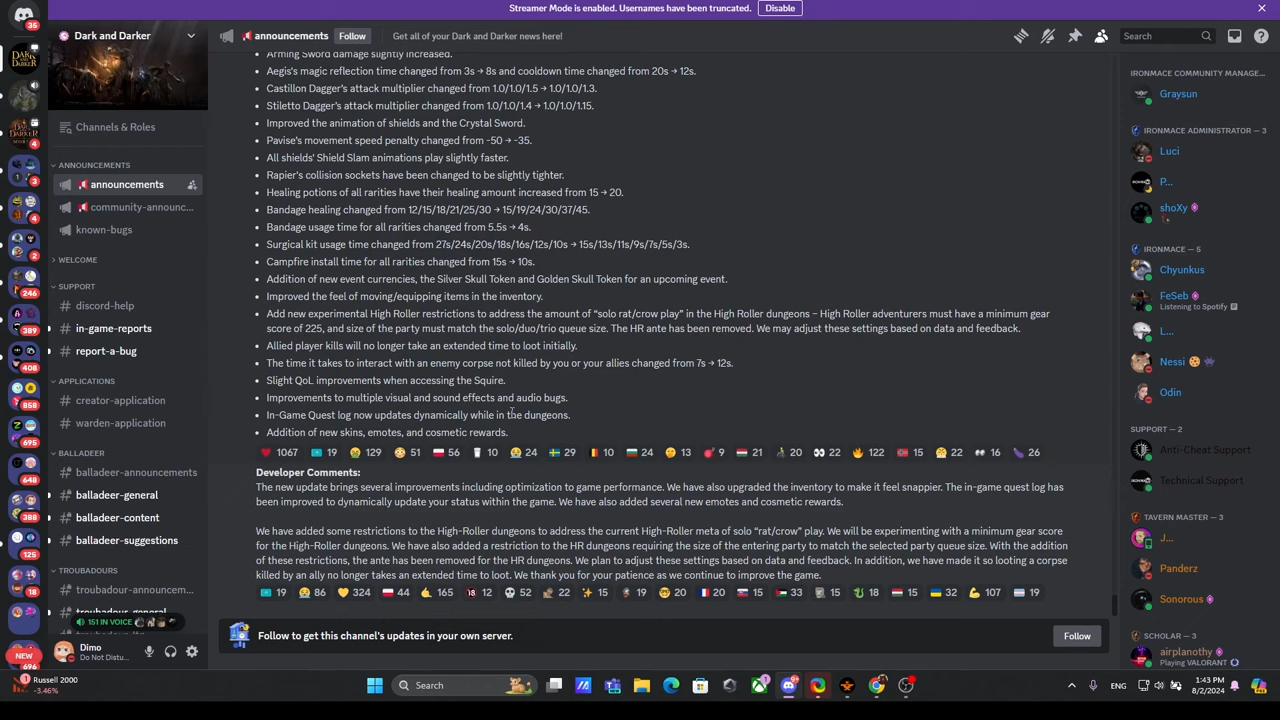 Streamer Mode is enabled. Usernames have been truncated.
Disable
35
Dark and Darker
announcements
Follow
Get all of your Dark and Darker news here!
Search
Arming Sword damage slightly increased.
Aegis's magic reflection time changed from 3s → 8s and cooldown time changed from 20s → 12s.
Castillon Dagger's attack multiplier changed from 1.0/1.0/1.5 → 1.0/1.0/1.3.
Stiletto Dagger's attack multiplier changed from 1.0/1.0/1.4 → 1.0/1.0/1.15.
Improved the animation of shields and the Crystal Sword.
Pavise's movement speed penalty changed from -50 → -35.
All shields' Shield Slam animations play slightly faster.
Rapier's collision sockets have been changed to be slightly tighter.
Healing potions of all rarities have their healing amount increased from 15 → 20.
Bandage healing changed from 12/15/18/21/25/30 → 15/19/24/30/37/45.
Bandage usage time for all rarities changed from 5.5s → 4s.
Surgical kit usage time changed from 27s/24s/20s/18s/16s/12s/10s → 15s/13s/11s/9s/7s/5s/3s.
Campfire install time for all rarities changed from 15s → 10s.
Addition of new event currencies, the Silver Skull Token and Golden Skull Token for an upcoming event.
Improved the feel of moving/equipping items in the inventory.
Add new experimental High Roller restrictions to address the amount of “solo rat/crow play” in the High Roller dungeons – High Roller adventurers must have a minimum gear
score of 225, and size of the party must match the solo/duo/trio queue size. The HR ante has been removed. We may adjust these settings based on data and feedback.
Allied player kills will no longer take an extended time to loot initially.
The time it takes to interact with an enemy corpse not killed by you or your allies changed from 7s → 12s.
Slight QoL improvements when accessing the Squire.
Improvements to multiple visual and sound effects and audio bugs.
In-Game Quest log now updates dynamically while in the dungeons.
Addition of new skins, emotes, and cosmetic rewards.
1067 19 129 51 56 10 24 29 10 24 13 9 21 20 22 122 15 22 16 26
Developer Comments:
The new update brings several improvements including optimization to game performance. We have also upgraded the inventory to make it feel snappier. The in-game quest log has
been improved to dynamically update your status within the game. We have also added several new emotes and cosmetic rewards.
We have added some restrictions to the High-Roller dungeons to address the current High-Roller meta of solo “rat/crow” play. We will be experimenting with a minimum gear score
for the High-Roller dungeons. We have also added a restriction to the HR dungeons requiring the size of the entering party to match the selected party queue size. With the addition
of these restrictions, the ante has been removed for the HR dungeons. We plan to adjust these settings based on data and feedback. In addition, we have made it so looting a corpse
killed by an ally no longer takes an extended time to loot. We thank you for your patience as we continue to improve the game.
19 86 324 44 165 12 52 22 15 19 20 20 15 33 15 18 15 32 107 19
Follow to get this channel's updates in your own server.
Follow
Channels & Roles
ANNOUNCEMENTS
announcements
community-announc...
known-bugs
WELCOME
SUPPORT
discord-help
in-game-reports
report-a-bug
APPLICATIONS
creator-application
warden-application
BALLADEER
balladeer-announcements
balladeer-general
balladeer-content
balladeer-suggestions
TROUBADOURS
troubadour-announcem...
troubadour-general
151 IN VOICE
Dimo
Do Not Distu...
4
3
4
2
246
389
408
858
695
648
388
125
18
NEW
696
IRONMACE COMMUNITY MANAGE...
Graysun
IRONMACE ADMINISTRATOR — 3
Luci
P...
shoXy
IRONMACE — 5
Chyunkus
FeSeb
Listening to Spotify
L...
Nessi
Odin
SUPPORT — 2
Anti-Cheat Support
Technical Support
TAVERN MASTER — 3
J...
Panderz
Sonorous
SCHOLAR — 3
airplanothy
Playing VALORANT
1
Russell 2000
-3.46%
Search
ENG
1:43 PM
8/2/2024